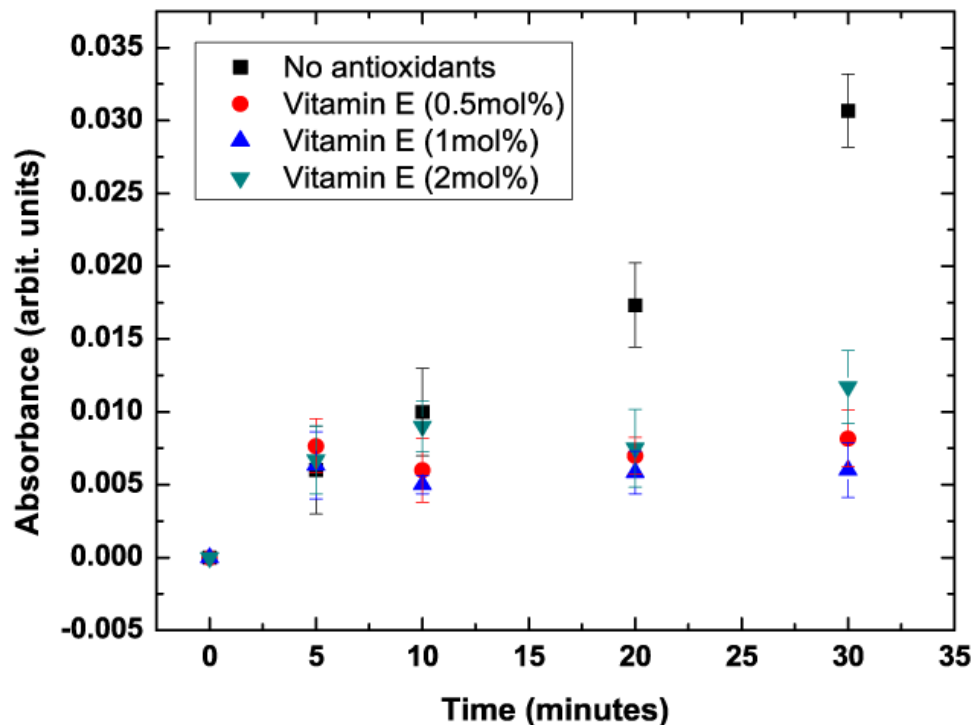 No antioxidants
Vitamin E (0.5mol%)
Vitamin E (1mol%)
Vitamin E (2mol%)
Absorbance (arbit. units)
0.035
0.030
0.025
0.020
0.015
0.010
0.005
0.000
-0.005
0 5 10 15 20 25 30 35
Time (minutes)